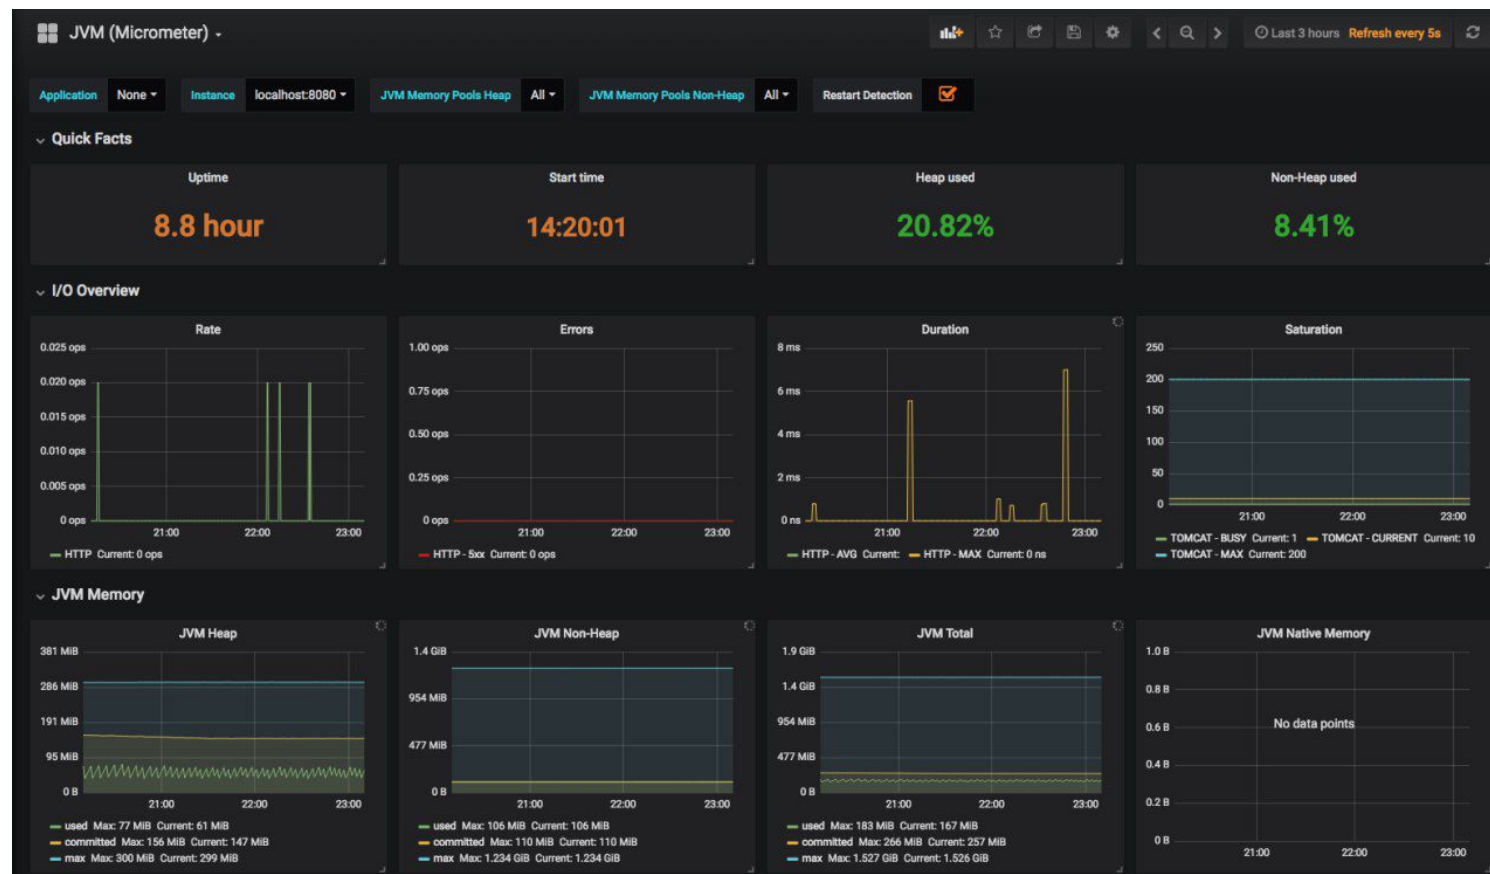 JVM (Micrometer)
Last 3 hours Refresh every 5s
Application None Instance localhost:8080 JVM Memory Pools Heap All JVM Memory Pools Non-Heap All Restart Detection
Quick Facts
Uptime
8.8 hour
Start time
14:20:01
Heap used
20.82%
Non-Heap used
8.41%
I/O Overview
Rate
0.025 ops
0.020 ops
0.015 ops
0.010 ops
0.005 ops
0 ops
21:00 22:00 23:00
HTTP Current: 0 ops
Errors
1.00 ops
0.75 ops
0.50 ops
0.25 ops
0 ops
21:00 22:00 23:00
HTTP - 5xx Current: 0 ops
Duration
8 ms
6 ms
4 ms
2 ms
0 ns
21:00 22:00 23:00
HTTP - AVG Current: HTTP - MAX Current: 0 ns
Saturation
250
200
150
100
50
0
21:00 22:00 23:00
TOMCAT - BUSY Current: 1 TOMCAT - CURRENT Current: 10
TOMCAT - MAX Current: 200
JVM Memory
JVM Heap
381 MiB
286 MiB
191 MiB
95 MiB
0 B
21:00 22:00 23:00
used Max: 77 MiB Current: 61 MiB
committed Max: 156 MiB Current: 147 MiB
max Max: 300 MiB Current: 299 MiB
JVM Non-Heap
1.4 GiB
954 MiB
477 MiB
0 B
21:00 22:00 23:00
used Max: 106 MiB Current: 106 MiB
committed Max: 110 MiB Current: 110 MiB
max Max: 1.234 GiB Current: 1.234 GiB
JVM Total
1.9 GiB
1.4 GiB
954 MiB
477 MiB
0 B
21:00 22:00 23:00
used Max: 183 MiB Current: 167 MiB
committed Max: 266 MiB Current: 257 MiB
max Max: 1.527 GiB Current: 1.526 GiB
JVM Native Memory
1.0 B
0.8 B
0.6 B
0.4 B
0.2 B
0 B
No data points
21:00 22:00 23:00